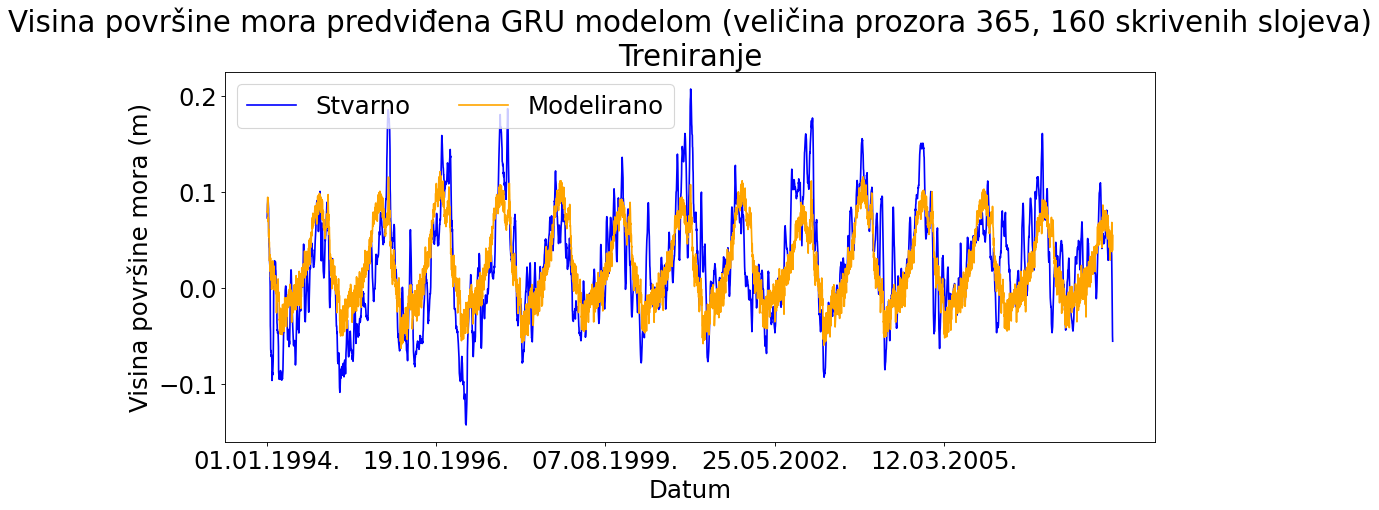 Visina površine mora predviđena GRU modelom (veličina prozora 365, 160 skrivenih slojeva)
Treniranje
Stvarno Modelirano
Visina površine mora (m)
0.2
0.1
0.0
−0.1
01.01.1994. 19.10.1996. 07.08.1999. 25.05.2002. 12.03.2005.
Datum